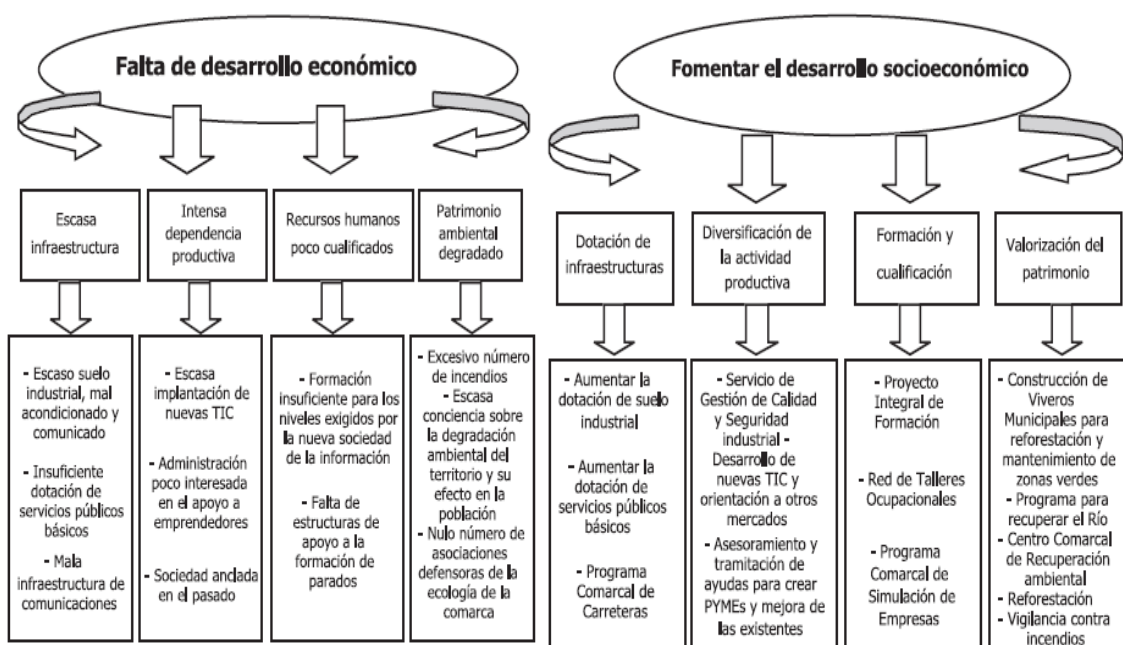 Falta de desarrollo económico
Escasa
infraestructura
Intensa
dependencia
productiva
Recursos humanos
poco cualificados
Patrimonio
ambiental
degradado
- Escaso suelo
industrial, mal
acondicionado y
comunicado
- Insuficiente
dotación de
servicios públicos
básicos
- Mala
infraestructura de
comunicaciones
- Escasa
implantación de
nuevas TIC
- Administración
poco interesada
en el apoyo a
emprendedores
- Sociedad anclada
en el pasado
- Formación
insuficiente para los
niveles exigidos por
la nueva sociedad
de la información
- Falta de
estructuras de
apoyo a la
formación de
parados
- Excesivo número
de incendios
- Escasa
conciencia sobre
la degradación
ambiental del
territorio y su
efecto en la
población
- Nulo número de
asociaciones
defensoras de la
ecología de la
comarca
Fomentar el desarrollo socioeconómico
Dotación de
infraestructuras
Diversificación de
la actividad
productiva
Formación y
cualificación
Valorización del
patrimonio
- Aumentar la
dotación de suelo
industrial
- Aumentar la
dotación de
servicios públicos
básicos
- Programa
Comarcal de
Carreteras
- Servicio de
Gestión de Calidad
y Seguridad
industrial -
Desarrollo de
nuevas TIC y
orientación a otros
mercados
- Asesoramiento y
tramitación de
ayudas para crear
PYMEs y mejora de
las existentes
- Proyecto
Integral de
Formación
- Red de Talleres
Ocupacionales
- Programa
Comarcal de
Simulación de
Empresas
- Construcción de
Viveros
Municipales para
reforestación y
mantenimiento de
zonas verdes
- Programa para
recuperar el Río
- Centro Comarcal
de Recuperación
ambiental
- Reforestación
- Vigilancia contra
incendios